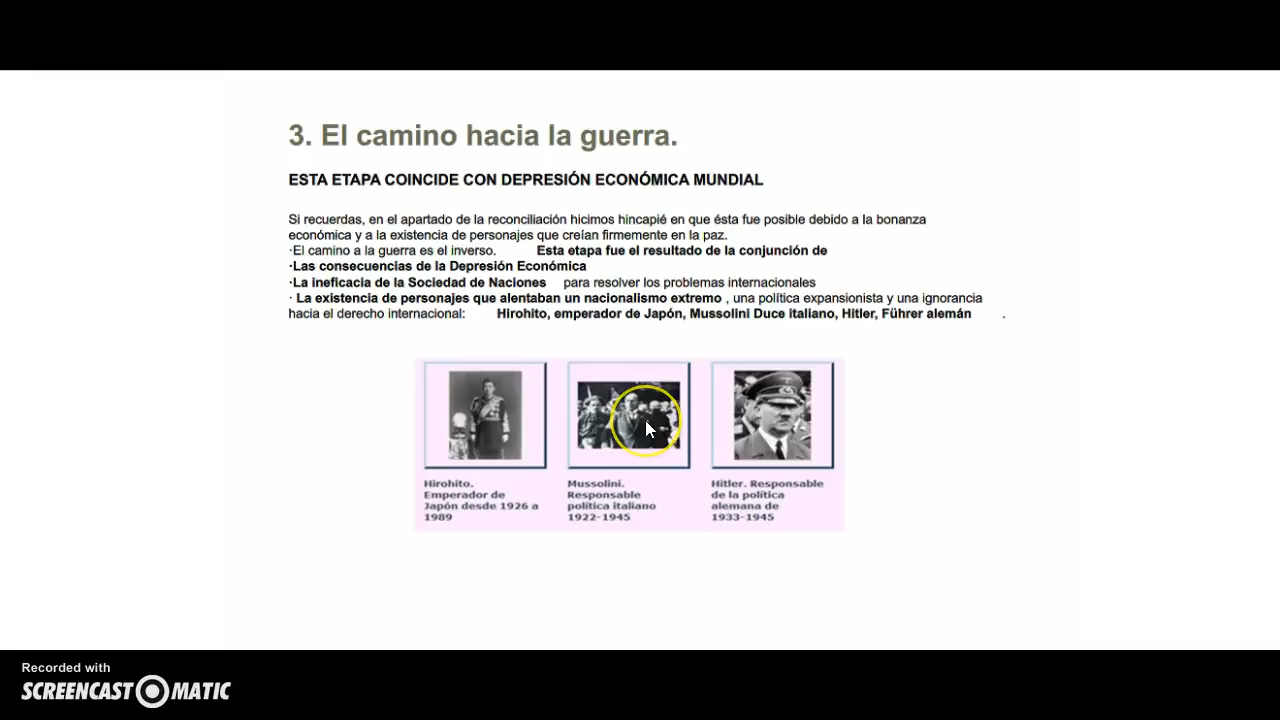 3. El camino hacia la guerra.
ESTA ETAPA COINCIDE CON DEPRESIÓN ECONÓMICA MUNDIAL
Si recuerdas, en el apartado de la reconciliación hicimos hincapié en que ésta fue posible debido a la bonanza
económica y a la existencia de personajes que creían firmemente en la paz.
·El camino a la guerra es el inverso. Esta etapa fue el resultado de la conjunción de
·Las consecuencias de la Depresión Económica
·La ineficacia de la Sociedad de Naciones para resolver los problemas internacionales
· La existencia de personajes que alentaban un nacionalismo extremo , una política expansionista y una ignorancia
hacia el derecho internacional: Hirohito, emperador de Japón, Mussolini Duce italiano, Hitler, Führer alemán .
Hirohito.
Emperador de
Japón desde 1926 a
1989
Mussolini.
Responsable
política italiano
1922-1945
Hitler. Responsable
de la política
alemana de
1933-1945
Recorded with
SCREENCAST O MATIC